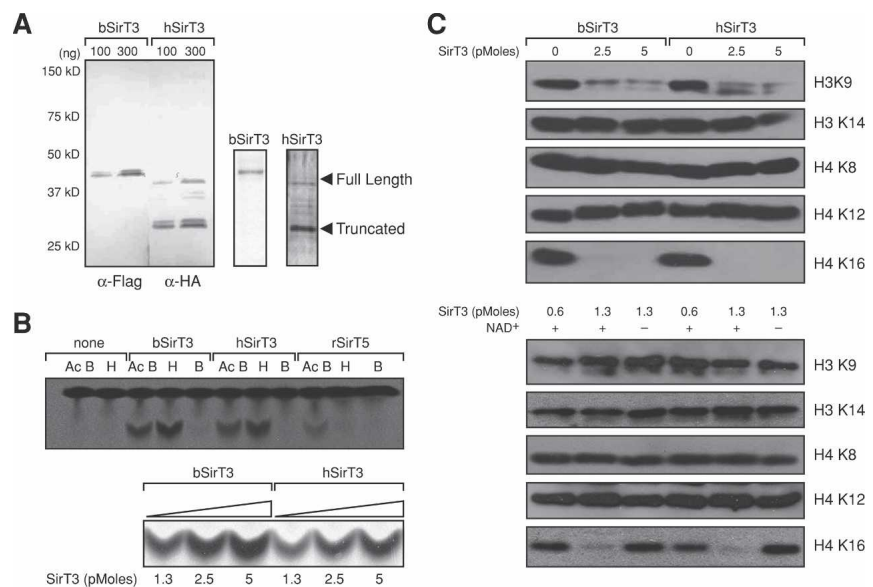 A
bSirT3 hSirT3
(ng) 100 300 100 300
150 kD
75 kD
50 kD
37 kD
25 kD
α-Flag α-HA
bSirT3 hSirT3
Full Length
Truncated
B
none bSirT3 hSirT3 rSirT5
Ac B H Ac B H B Ac B H B Ac B H B
bSirT3 hSirT3
SirT3 (pMoles) 1.3 2.5 5 1.3 2.5 5
C
bSirT3 hSirT3
SirT3 (pMoles) 0 2.5 5 0 2.5 5
H3K9
H3 K14
H4 K8
H4 K12
H4 K16
SirT3 (pMoles) 0.6 1.3 1.3 0.6 1.3 1.3
NAD+ + + − + + −
H3 K9
H3 K14
H4 K8
H4 K12
H4 K16